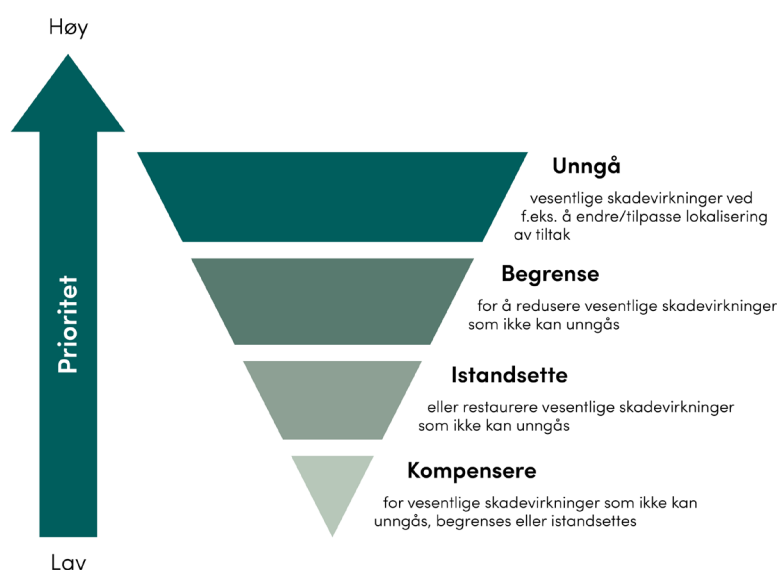 Høy
Unngå
vesentlige skadevirkninger ved
f.eks. å endre/tilpasse lokalisering
av tiltak
Begrense
for å redusere vesentlige skadevirkninger
som ikke kan unngås
Prioritet
Istandsette
eller restaurere vesentlige skadevirkninger
som ikke kan unngås
Kompensere
for vesentlige skadevirkninger som ikke kan
unngås, begrenses eller istandsettes
Lav